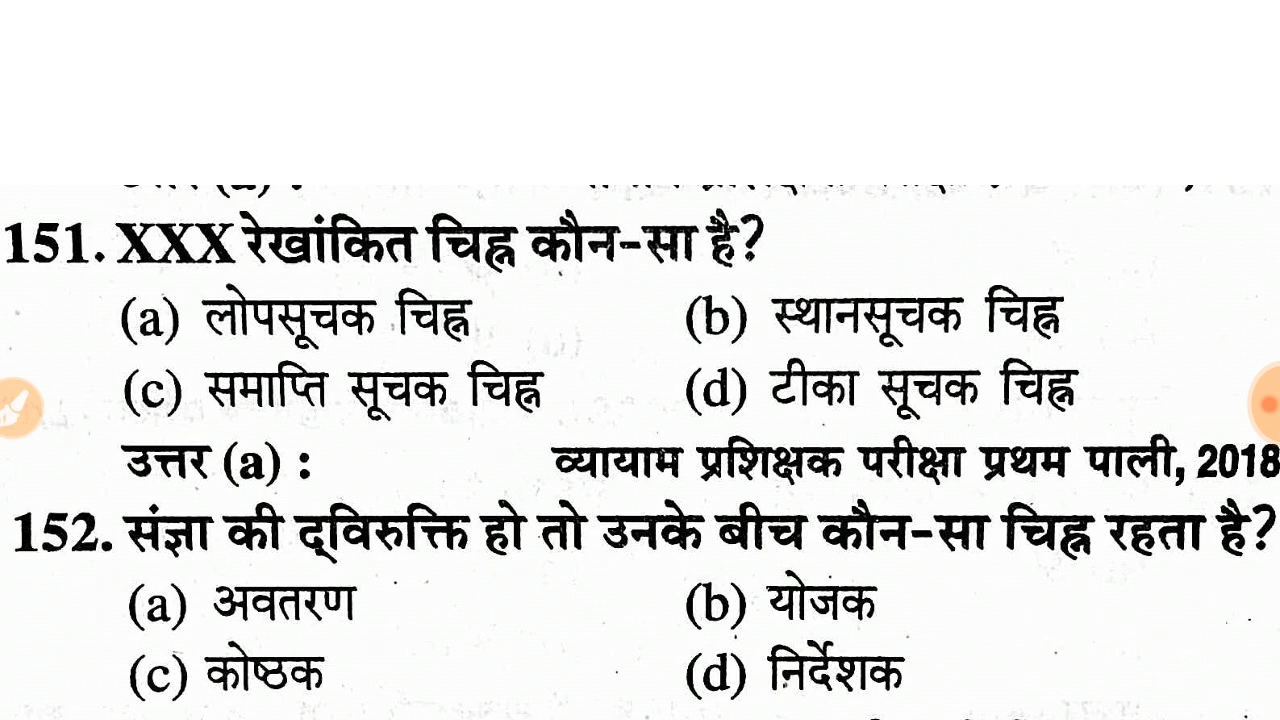 151. XXX रेखांकित चिह्न कौन-सा है?
(a) लोपसूचक चिह्न (b) स्थानसूचक चिह्न
(c) समाप्ति सूचक चिह्न (d) टीका सूचक चिह्न
उत्तर (a) : व्यायाम प्रशिक्षक परीक्षा प्रथम पाली, 2018
152. संज्ञा की द्विरुक्ति हो तो उनके बीच कौन-सा चिह्न रहता है?
(a) अवतरण (b) योजक
(c) कोष्ठक (d) निर्देशक